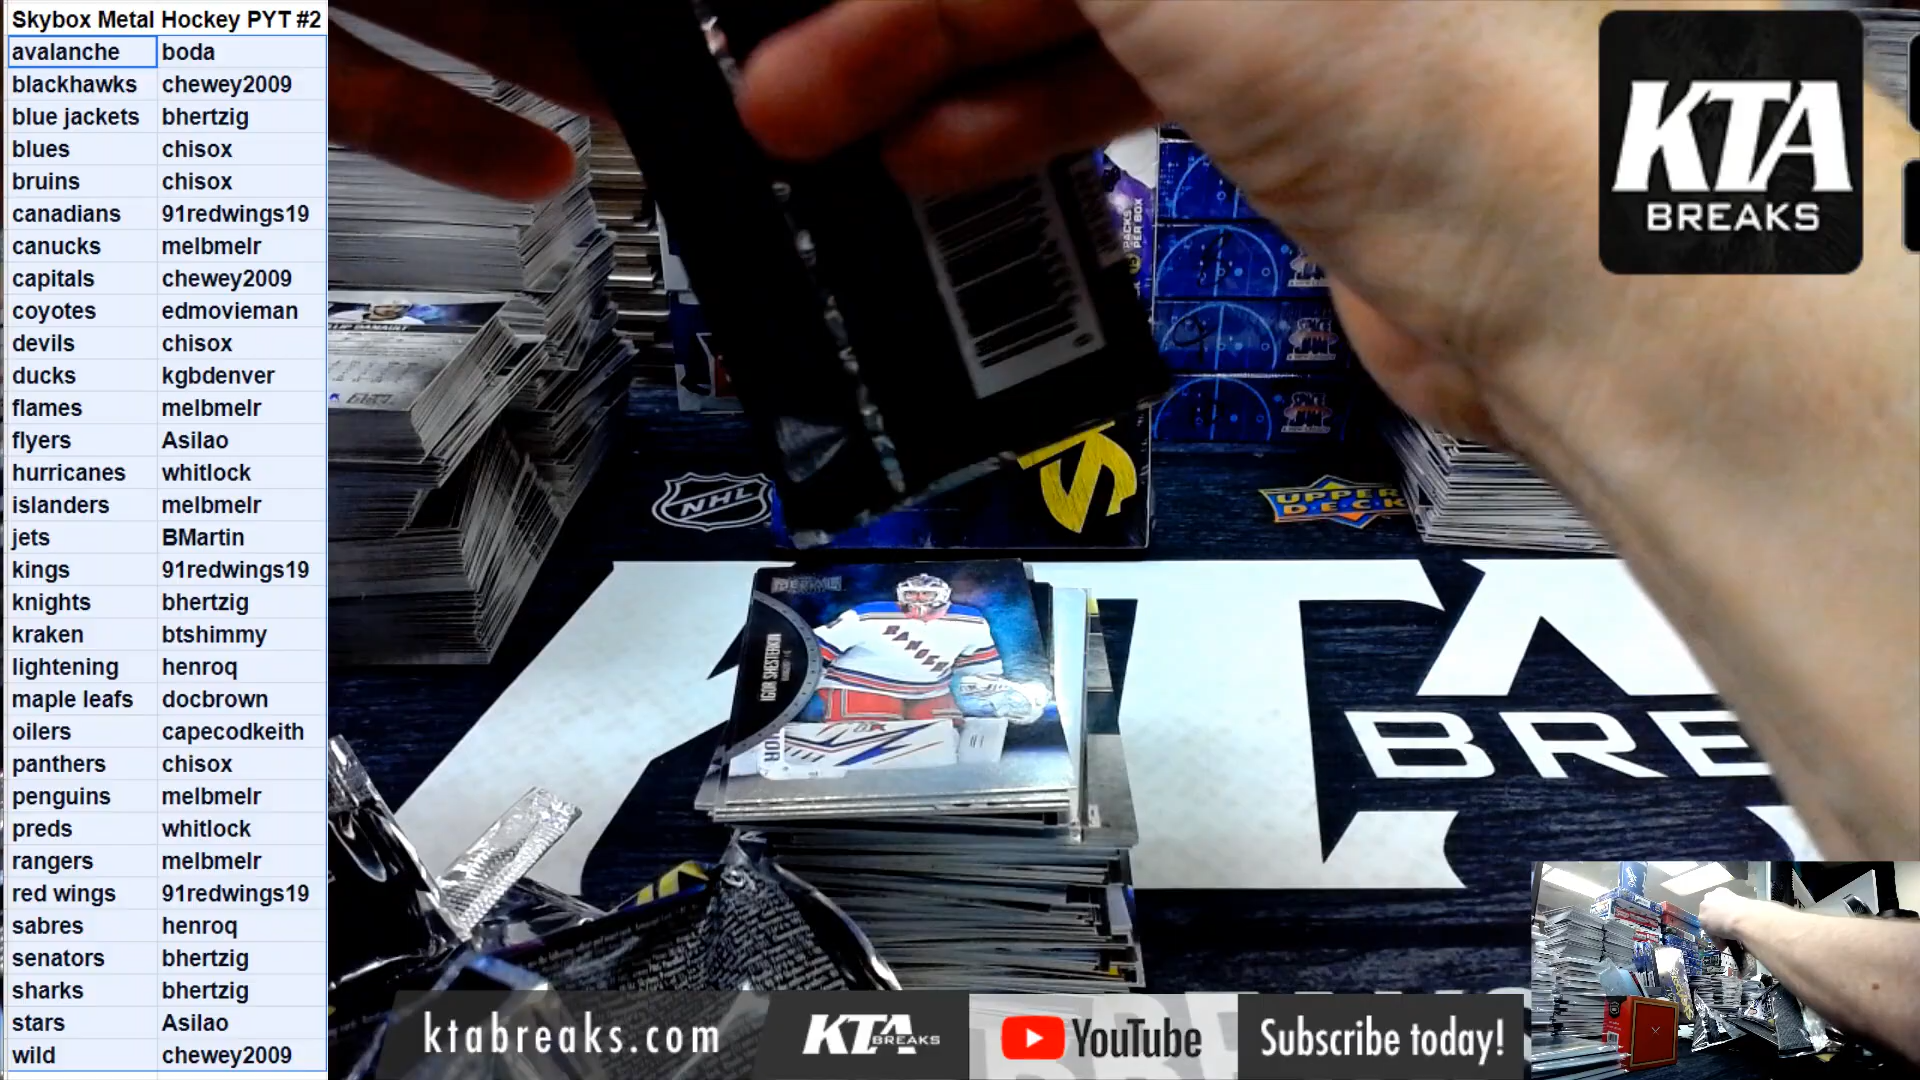 Skybox Metal Hockey PYT #2
avalanche boda
blackhawks chewey2009
blue jackets bhertzig
blues chisox
bruins chisox
canadians 91redwings19
canucks melbmelr
capitals chewey2009
coyotes edmovieman
devils chisox
ducks kgbdenver
flames melbmelr
flyers Asilao
hurricanes whitlock
islanders melbmelr
jets BMartin
kings 91redwings19
knights bhertzig
kraken btshimmy
lightening henroq
maple leafs docbrown
oilers capecodkeith
panthers chisox
penguins melbmelr
preds whitlock
rangers melbmelr
red wings 91redwings19
sabres henroq
senators bhertzig
sharks bhertzig
stars Asilao
wild chewey2009
KTA
BREAKS
PACKS
PER BOX
NHL
UPPER
DECK
IGOR SHESTERKIN
RANGERS
BRE
ktabreaks.com
KTA BREAKS
YouTube
Subscribe today!